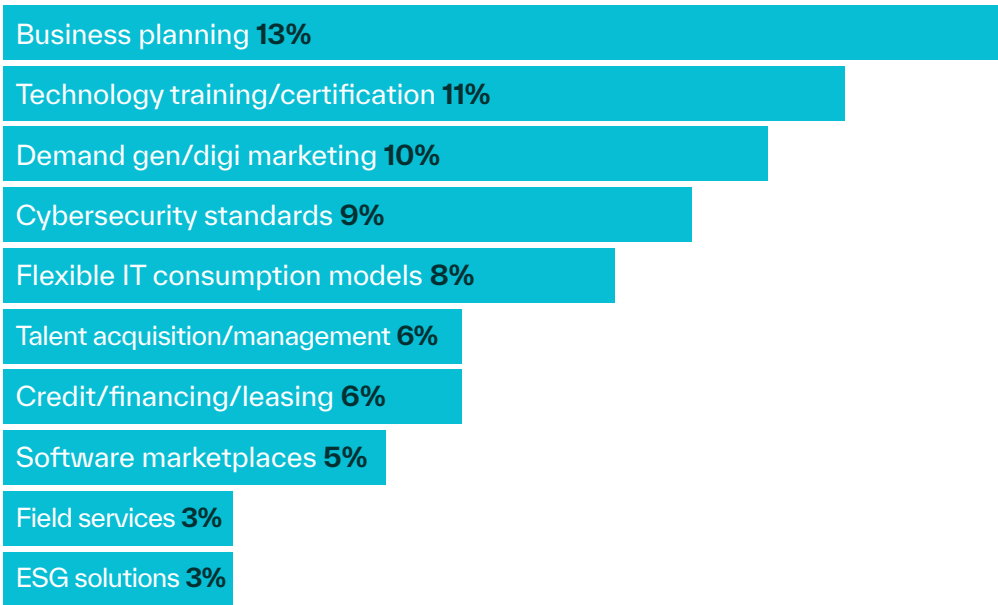 Business planning 13%
Technology training/certification 11%
Demand gen/digi marketing 10%
Cybersecurity standards 9%
Flexible IT consumption models 8%
Talent acquisition/management 6%
Credit/financing/leasing 6%
Software marketplaces 5%
Field services 3%
ESG solutions 3%